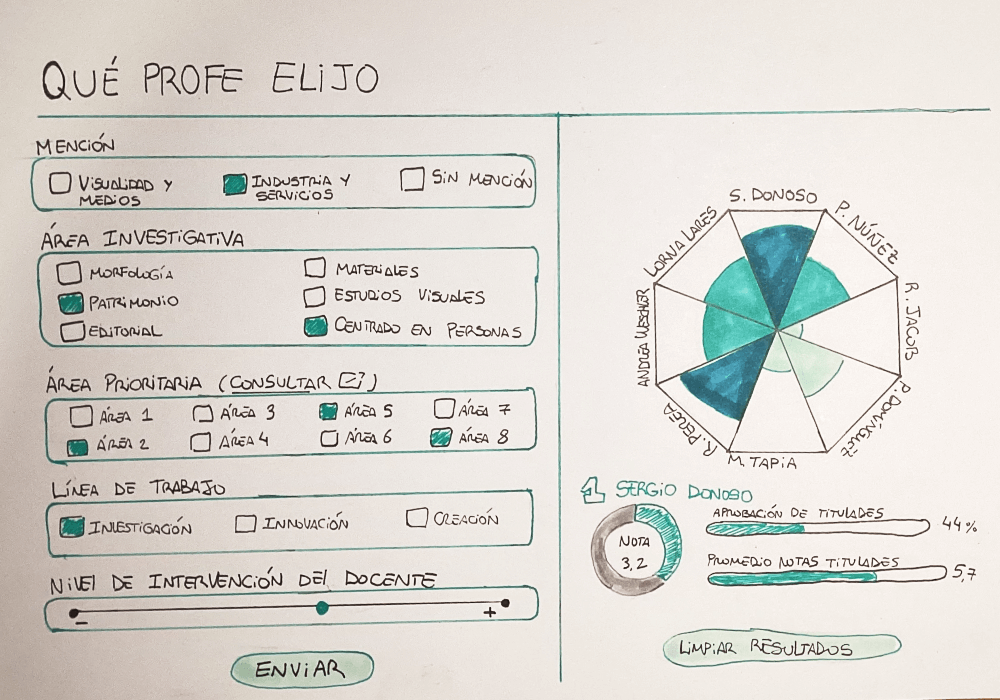 QUÉ PROFE ELIJO
MENCIÓN
VISUALIDAD Y
MEDIOS
INDUSTRIA Y
SERVICIOS
SIN MENCIÓN
ÁREA INVESTIGATIVA
MORFOLOGÍA
PATRIMONIO
EDITORIAL
MATERIALES
ESTUDIOS VISUALES
CENTRADO EN PERSONAS
ÁREA PRIORITARIA (CONSULTAR)
ÁREA 1
ÁREA 3
ÁREA 5
ÁREA 7
ÁREA 2
ÁREA 4
ÁREA 6
ÁREA 8
LÍNEA DE TRABAJO
INVESTIGACIÓN
INNOVACIÓN
CREACIÓN
NIVEL DE INTERVENCIÓN DEL DOCENTE
- +
ENVIAR
S. DONOSO
P. NÚÑEZ
R. JACOB
P. DOMÍNGUEZ
M. TAPIA
R. PEREA
ANDREA WECHSLER
LORNA LARES
1 SERGIO DONOSO
NOTA
3,2
APROBACIÓN DE TITULADES
44%
PROMEDIO NOTAS TITULADES
5,7
LIMPIAR RESULTADOS